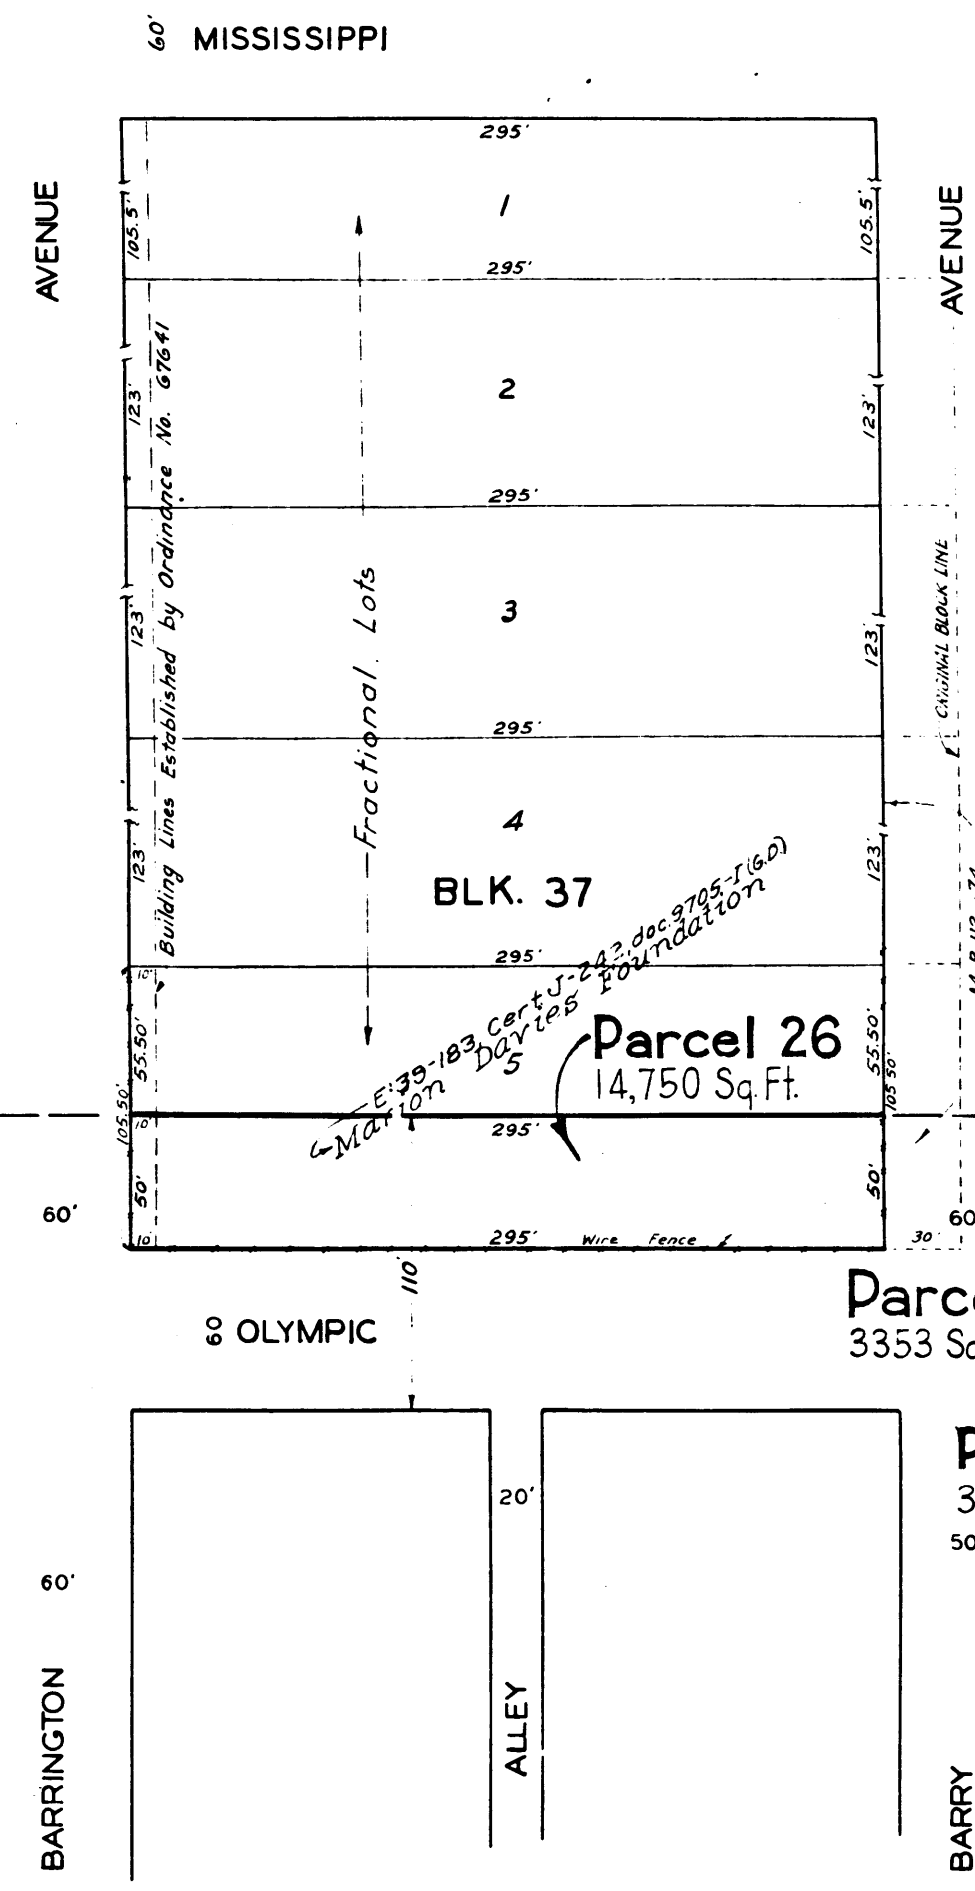 60' MISSISSIPPI
295'
AVENUE
105.5'
1
105.5'
AVENUE
295'
Building Lines Established by Ordinance No. 67641
123'
2
123'
295'
Fractional Lots
ORIGINAL BLOCK LINE
123'
3
123'
295'
4
123'
123'
BLK. 37
295'
10'
E:39-183, Cert. J-242, doc. 9705-I (G.D.)
Marion Davies Foundation
5
55.50'
55.50'
105.50'
105.50'
Parcel 26
14,750 Sq. Ft.
10'
295'
50'
50'
60'
60
10'
295'
Wire Fence
30'
110'
60 OLYMPIC
Parce
3353 Sq
20'
P
3
50
60'
BARRINGTON
ALLEY
BARRY